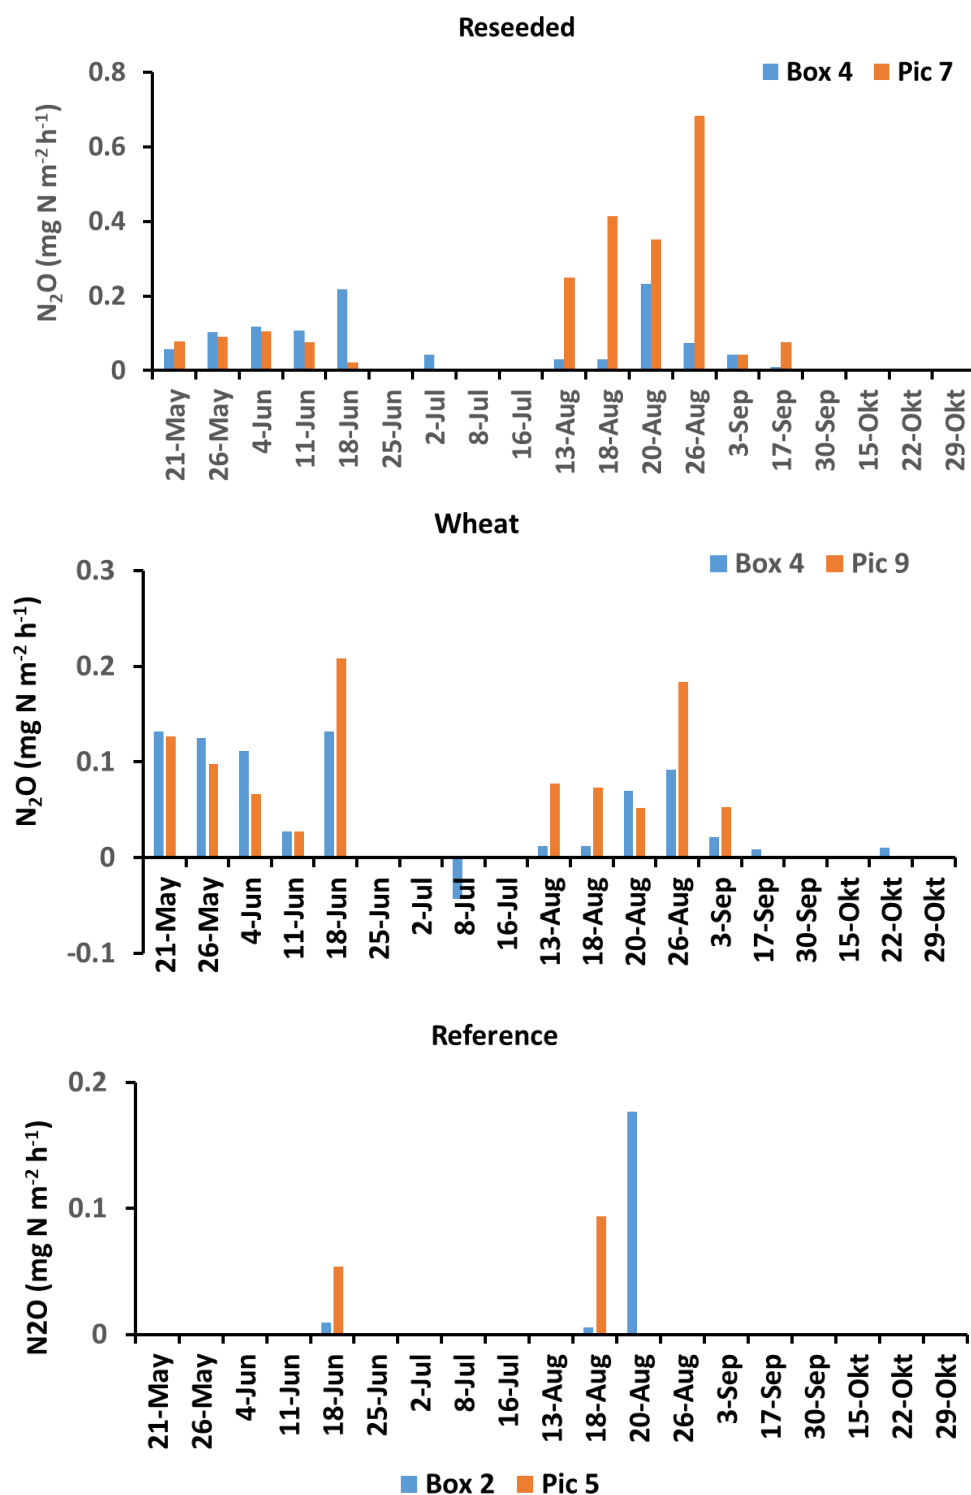 Reseeded
Box 4 Pic 7
N₂O (mg N m⁻² h⁻¹)
0.8
0.6
0.4
0.2
0
21-May 26-May 4-Jun 11-Jun 18-Jun 25-Jun 2-Jul 8-Jul 16-Jul 13-Aug 18-Aug 20-Aug 26-Aug 3-Sep 17-Sep 30-Sep 15-Okt 22-Okt 29-Okt
Wheat
Box 4 Pic 9
N₂O (mg N m⁻² h⁻¹)
0.3
0.2
0.1
0
-0.1
21-May 26-May 4-Jun 11-Jun 18-Jun 25-Jun 2-Jul 8-Jul 16-Jul 13-Aug 18-Aug 20-Aug 26-Aug 3-Sep 17-Sep 30-Sep 15-Okt 22-Okt 29-Okt
Reference
N2O (mg N m⁻² h⁻¹)
0.2
0.1
0
21-May 26-May 4-Jun 11-Jun 18-Jun 25-Jun 2-Jul 8-Jul 16-Jul 13-Aug 18-Aug 20-Aug 26-Aug 3-Sep 17-Sep 30-Sep 15-Okt 22-Okt 29-Okt
Box 2 Pic 5